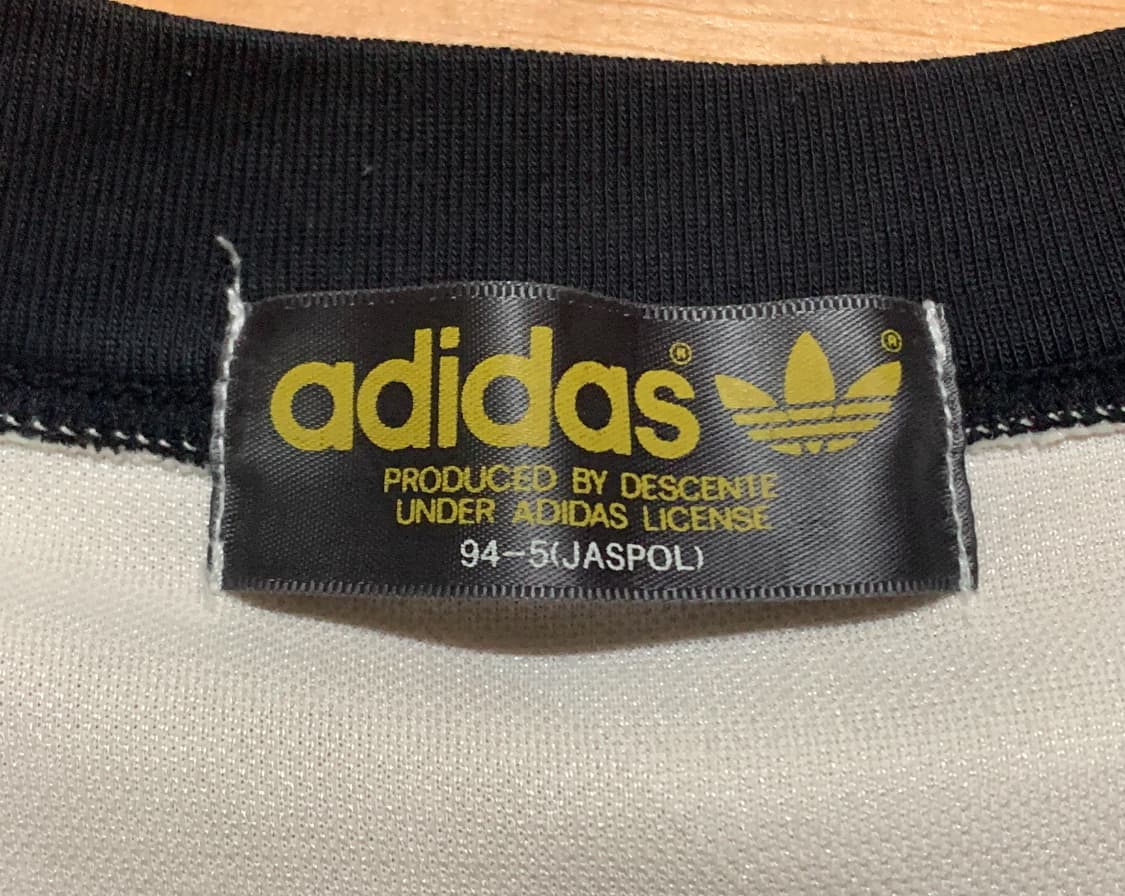 adidas®
®
PRODUCED BY DESCENTE
UNDER ADIDAS LICENSE
94-5(JASPOL)